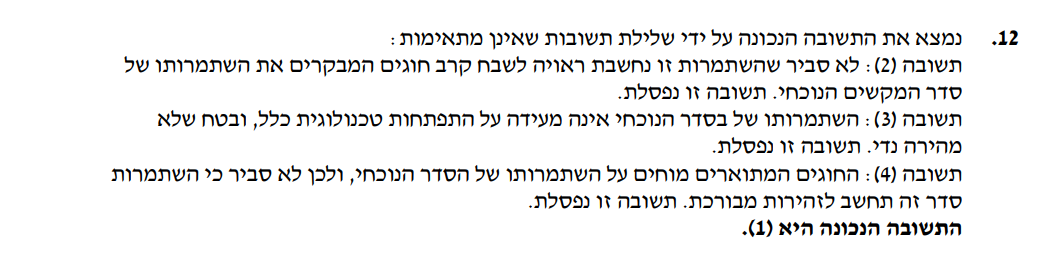 12. נמצא את התשובה הנכונה על ידי שלילת תשובות שאינן מתאימות:
תשובה (2): לא סביר שהשתמרות זו נחשבת ראויה לשבח קרב חוגים המבקרים את השתמרותו של
סדר המקשים הנוכחי. תשובה זו נפסלת.
תשובה (3): השתמרותו של בסדר הנוכחי אינה מעידה על התפתחות טכנולוגית כלל, ובטח שלא
מהירה נדי. תשובה זו נפסלת.
תשובה (4): החוגים המתוארים מוחים על השתמרותו של הסדר הנוכחי, ולכן לא סביר כי השתמרות
סדר זה תחשב לזהירות מבורכת. תשובה זו נפסלת.
התשובה הנכונה היא (1).